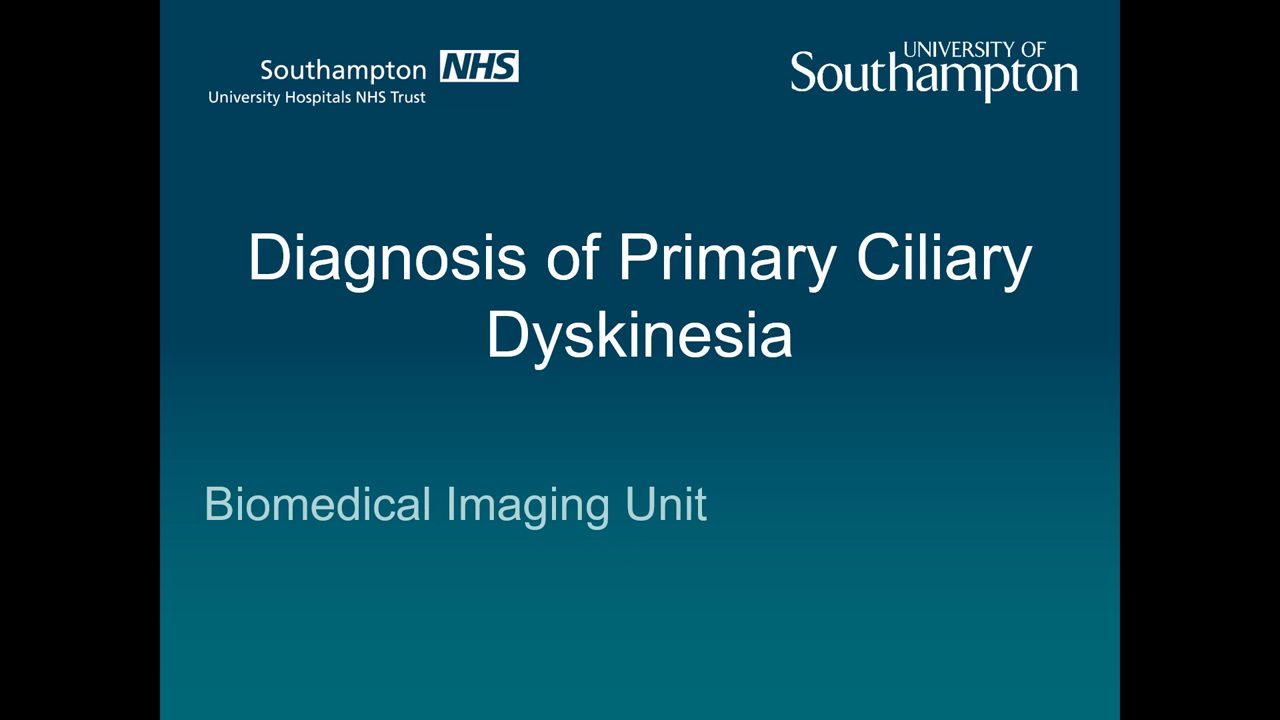 Southampton NHS
University Hospitals NHS Trust
UNIVERSITY OF
Southampton
Diagnosis of Primary Ciliary
Dyskinesia
Biomedical Imaging Unit